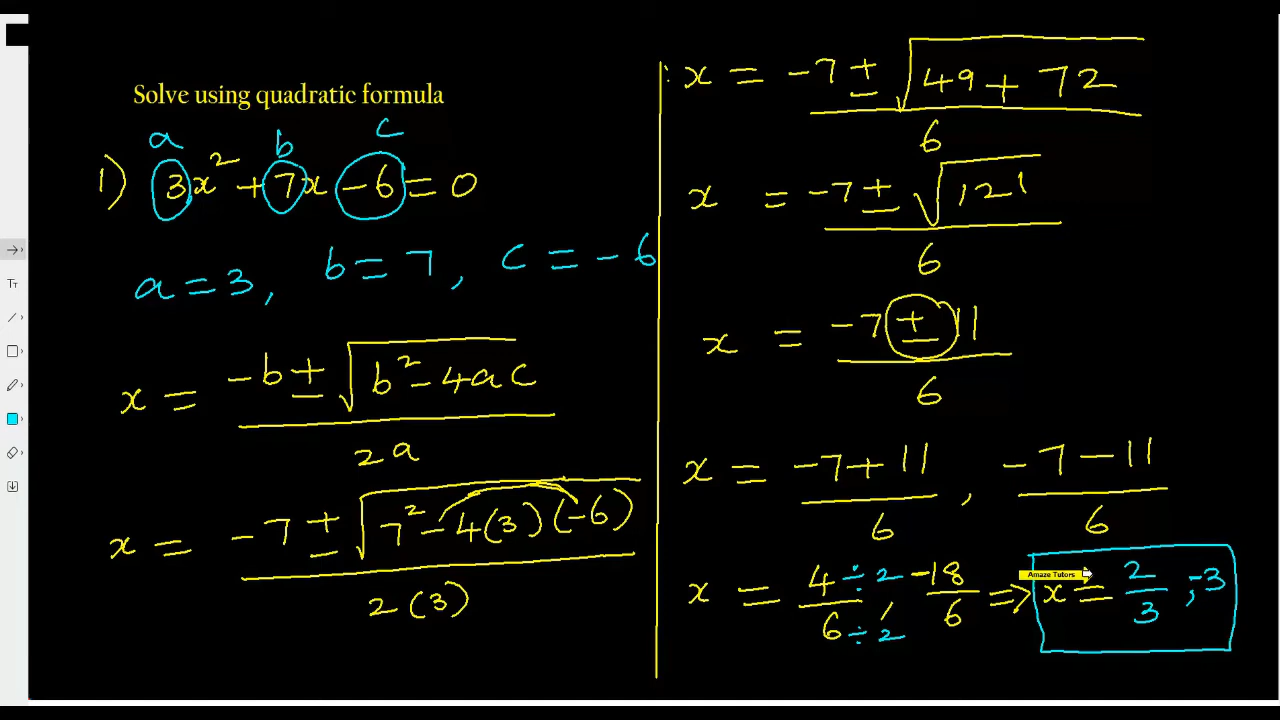 Solve using quadratic formula
a b c
1) 3x² + 7x - 6 = 0
a = 3, b = 7, c = - 6
x = -b ± √(b² - 4ac)
2a
x = -7 ± √(7² - 4(3)(-6))
2(3)
x = -7 ± √(49 + 72)
6
x = -7 ± √121
6
x = -7 ± 11
6
x = -7 + 11 , -7 - 11
6 6
x = 4 ÷ 2 , -18 => x = 2 , -3
6 ÷ 2 6 3
Amaze Tutors
Tт